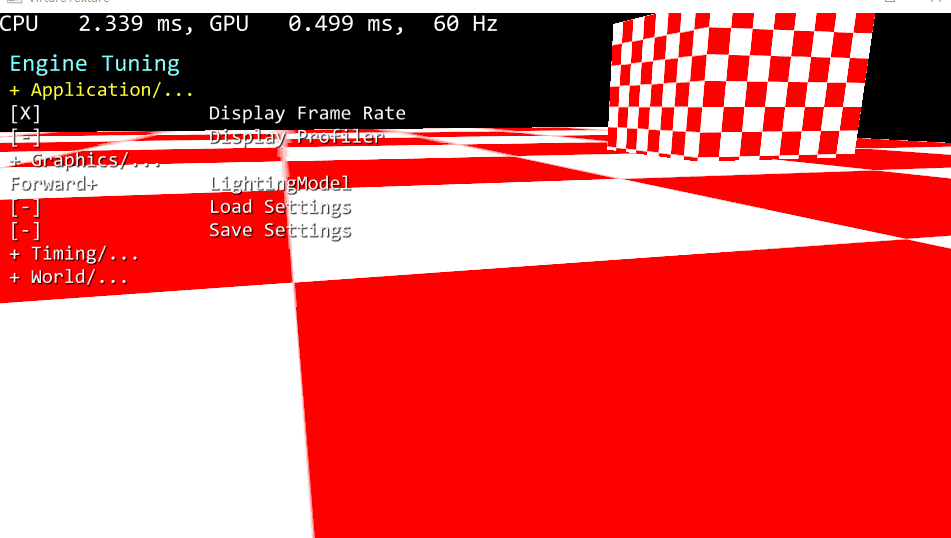 CPU 2.339 ms, GPU 0.499 ms, 60 Hz
Engine Tuning
+ Application/...
[X] Display Frame Rate
[-] Display Profiler
+ Graphics/...
Forward+ LightingModel
[-] Load Settings
[-] Save Settings
+ Timing/...
+ World/...